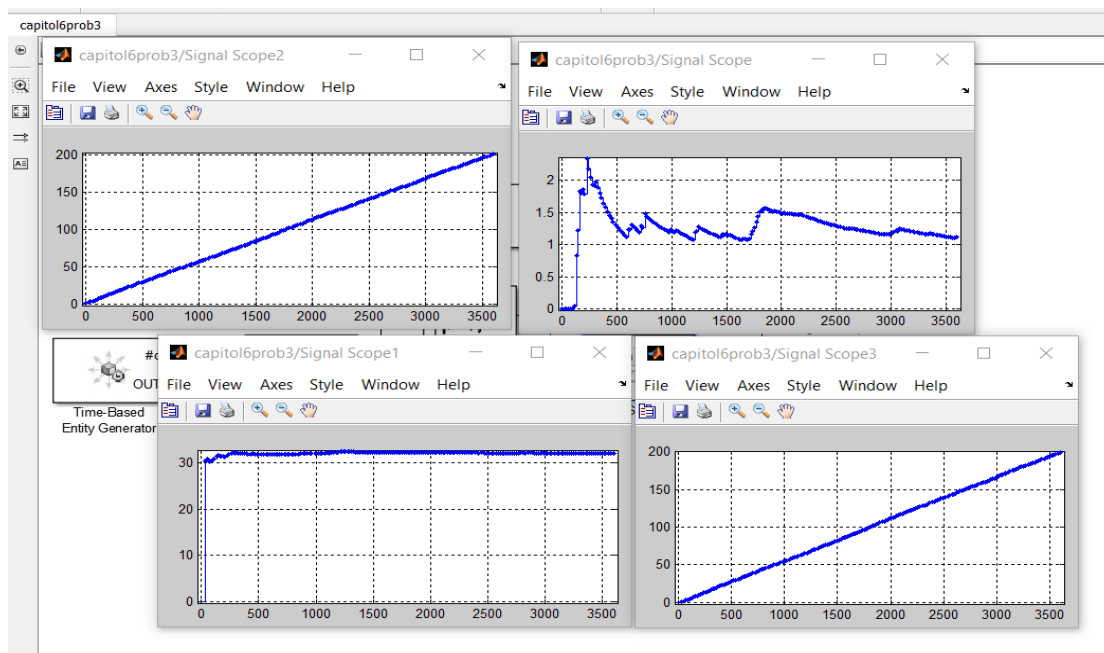 capitol6prob3
capitol6prob3/Signal Scope2
File View Axes Style Window Help
200
150
100
50
0
0 500 1000 1500 2000 2500 3000 3500
capitol6prob3/Signal Scope
File View Axes Style Window Help
2
1.5
1
0.5
0
0 500 1000 1500 2000 2500 3000 3500
#
OUT
Time-Based
Entity Generator
capitol6prob3/Signal Scope1
File View Axes Style Window Help
30
20
10
0
0 500 1000 1500 2000 2500 3000 3500
capitol6prob3/Signal Scope3
File View Axes Style Window Help
200
150
100
50
0
0 500 1000 1500 2000 2500 3000 3500